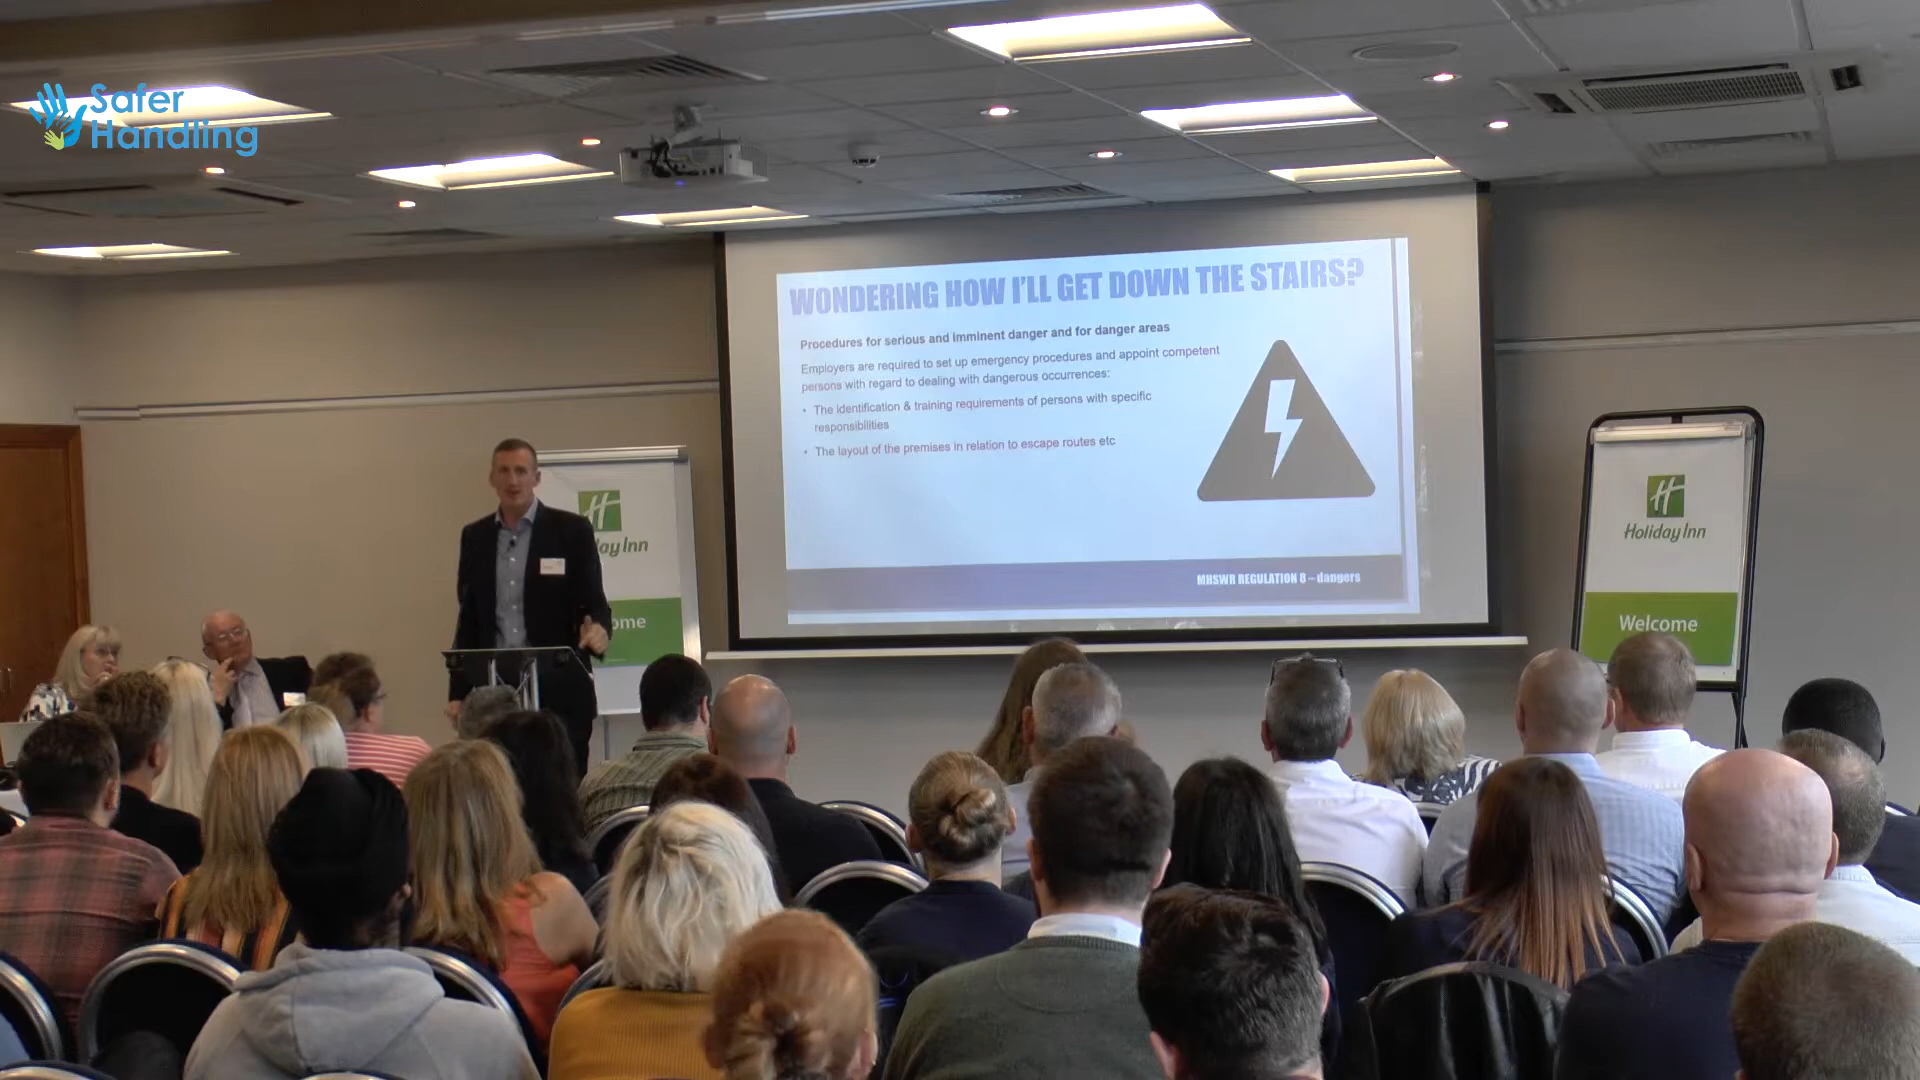 Safer
Handling
WONDERING HOW I'LL GET DOWN THE STAIRS?
Procedures for serious and imminent danger and for danger areas
Employers are required to set up emergency procedures and appoint competent
persons with regard to dealing with dangerous occurrences:
• The identification & training requirements of persons with specific
responsibilities
• The layout of the premises in relation to escape routes etc
MHSWR REGULATION 8 – dangers
H
lay Inn
ome
H
Holiday Inn
Welcome